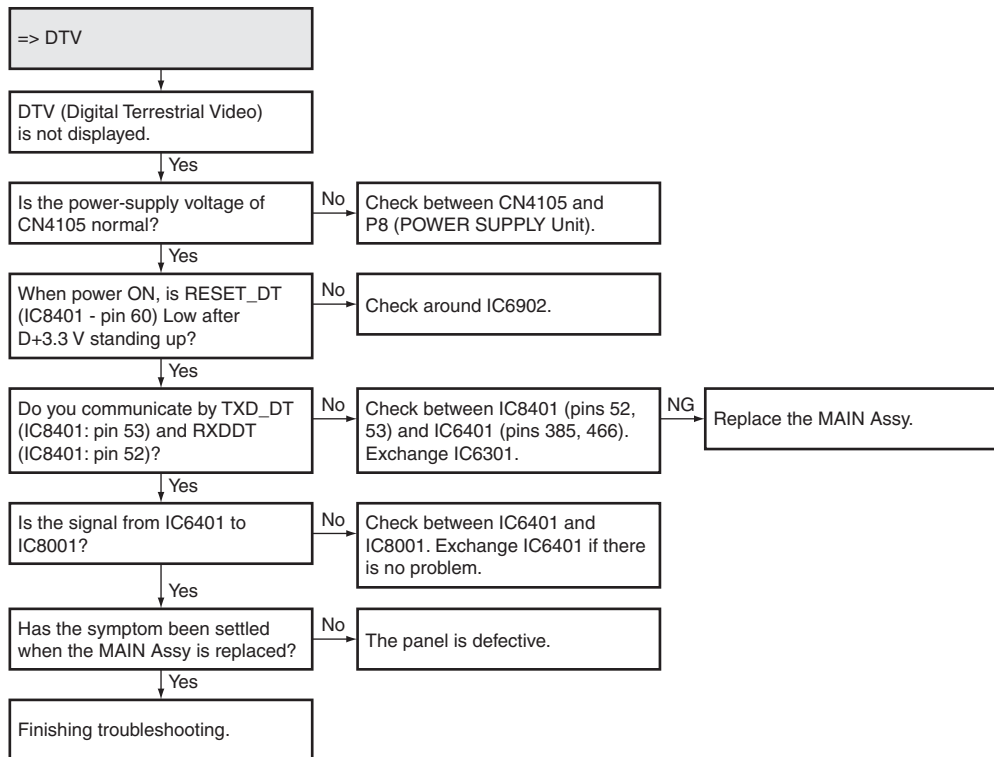 => DTV
DTV (Digital Terrestrial Video)
is not displayed.
Yes
Is the power-supply voltage of
CN4105 normal?
No
Check between CN4105 and
P8 (POWER SUPPLY Unit).
Yes
When power ON, is RESET_DT
(IC8401 - pin 60) Low after
D+3.3 V standing up?
No
Check around IC6902.
Yes
Do you communicate by TXD_DT
(IC8401: pin 53) and RXDDT
(IC8401: pin 52)?
No
Check between IC8401 (pins 52,
53) and IC6401 (pins 385, 466).
Exchange IC6301.
NG
Replace the MAIN Assy.
Yes
Is the signal from IC6401 to
IC8001?
No
Check between IC6401 and
IC8001. Exchange IC6401 if there
is no problem.
Yes
Has the symptom been settled
when the MAIN Assy is replaced?
No
The panel is defective.
Yes
Finishing troubleshooting.